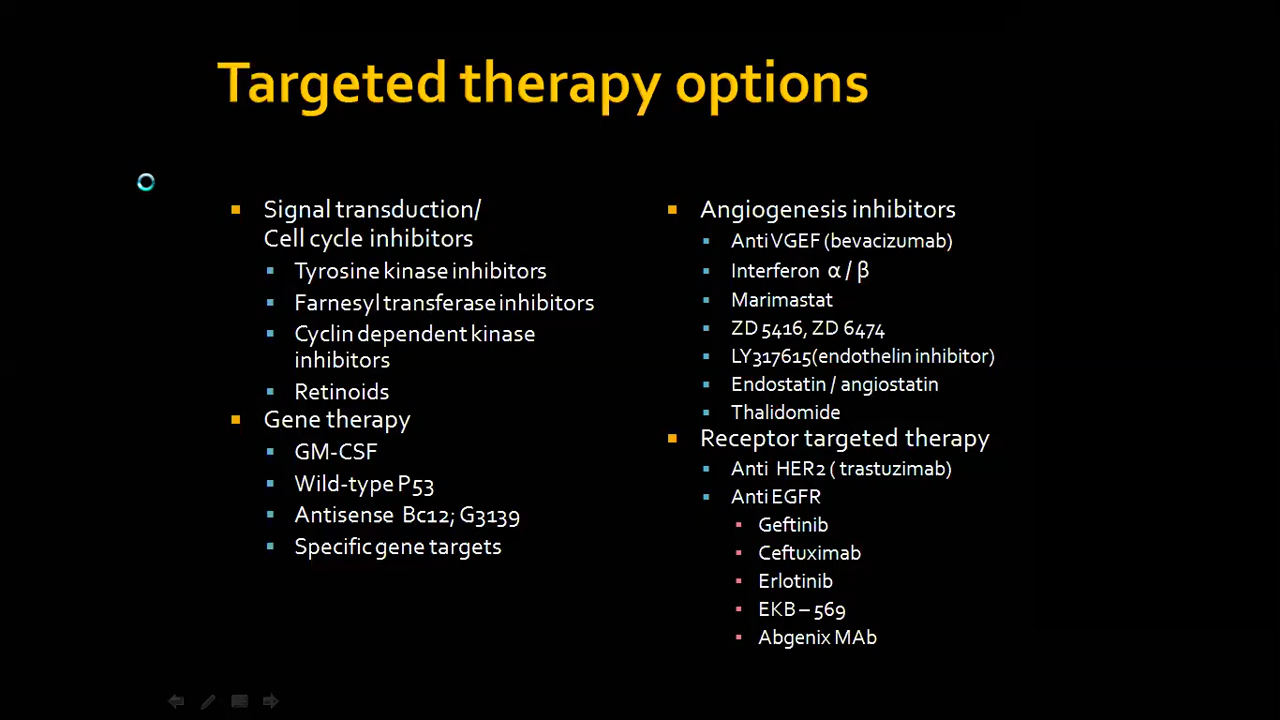 Targeted therapy options
Signal transduction/
Cell cycle inhibitors
Tyrosine kinase inhibitors
Farnesyl transferase inhibitors
Cyclin dependent kinase
inhibitors
Retinoids
Gene therapy
GM-CSF
Wild-type P53
Antisense Bc12; G3139
Specific gene targets
Angiogenesis inhibitors
Anti VGEF (bevacizumab)
Interferon α / β
Marimastat
ZD 5416, ZD 6474
LY317615(endothelin inhibitor)
Endostatin / angiostatin
Thalidomide
Receptor targeted therapy
Anti HER2 ( trastuzimab)
Anti EGFR
Geftinib
Ceftuximab
Erlotinib
EKB – 569
Abgenix MAb